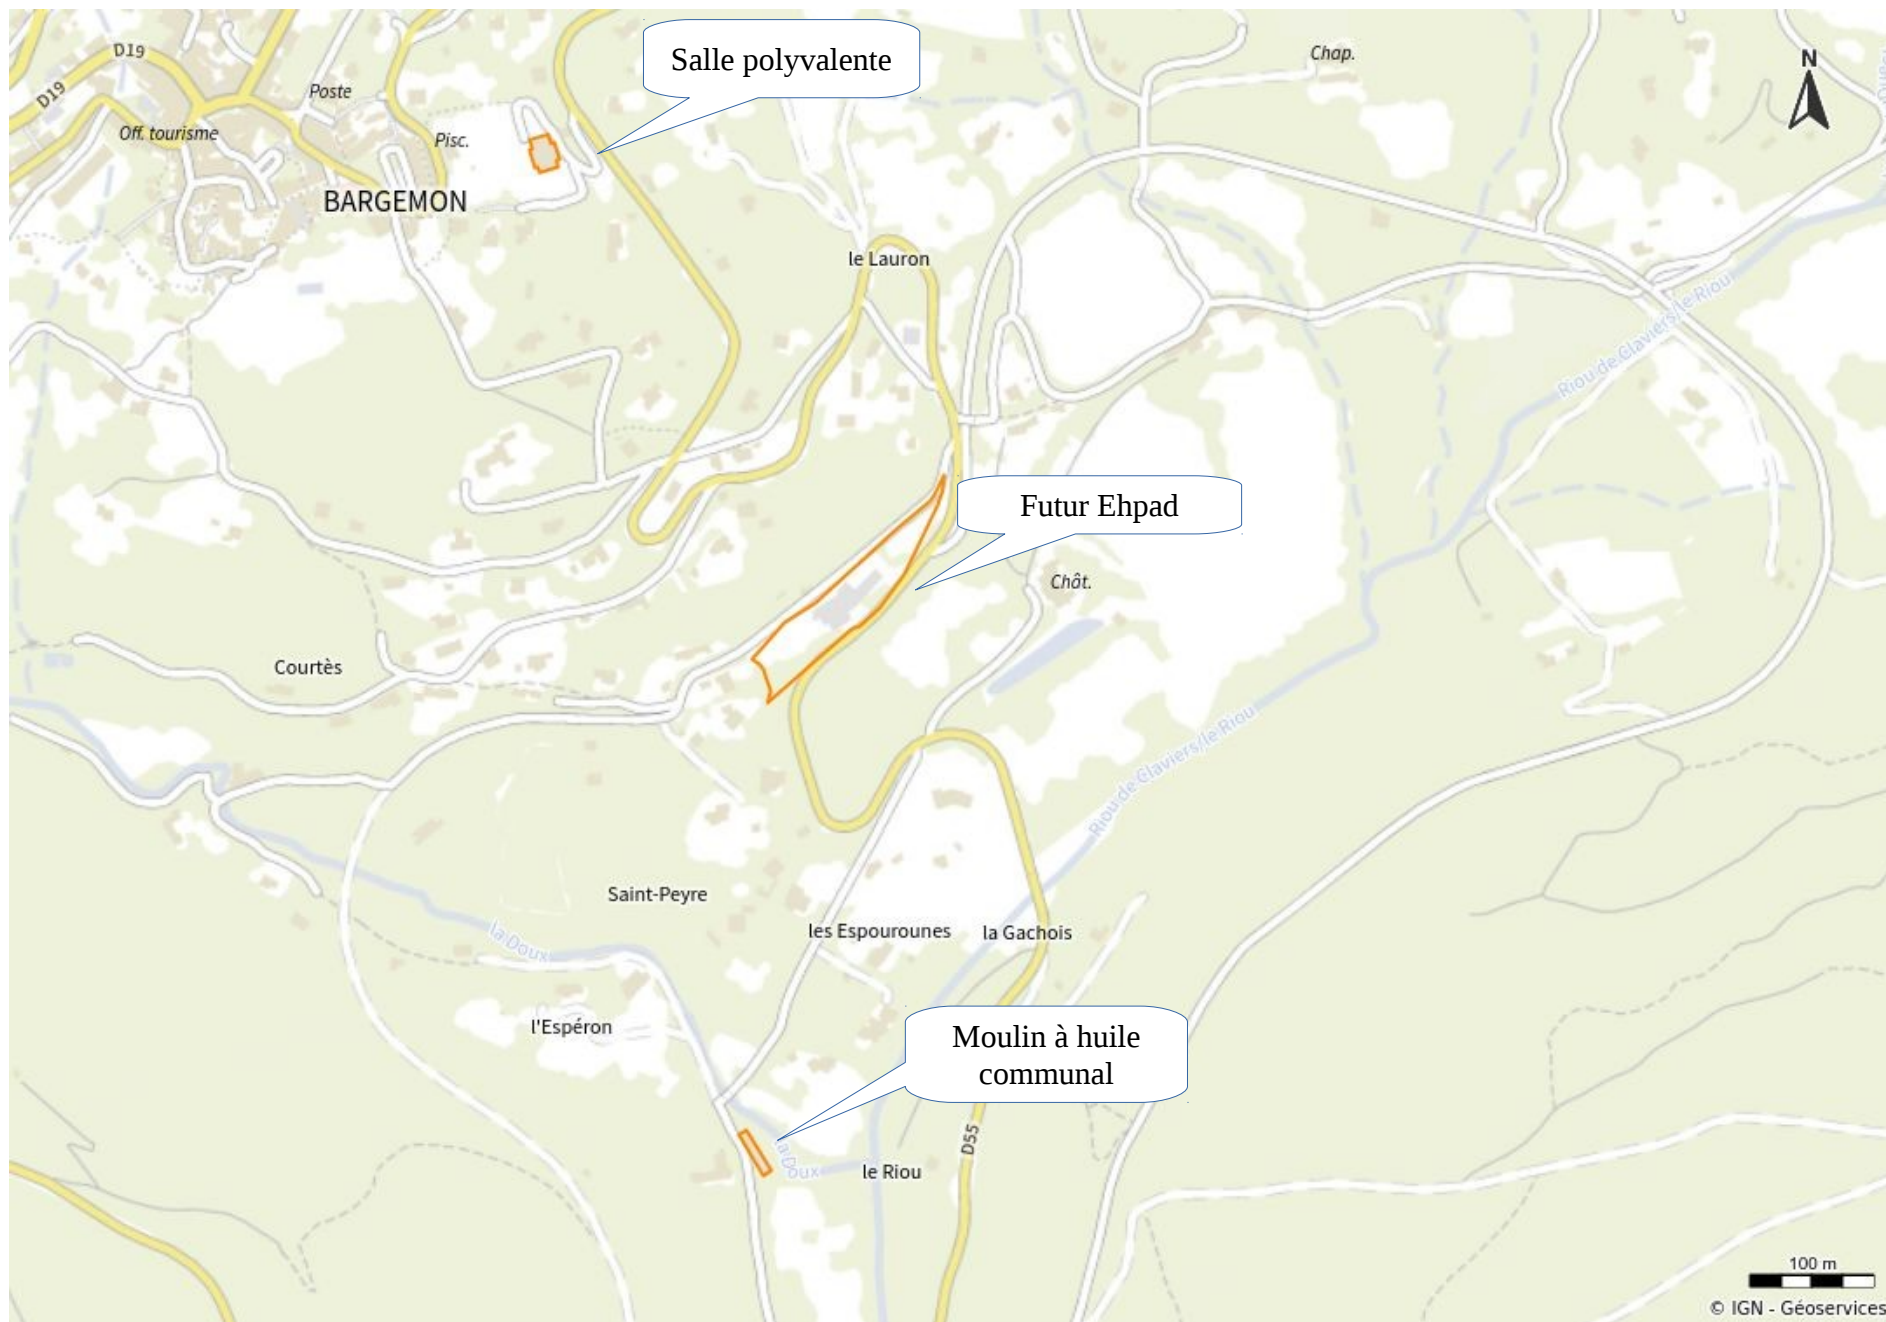 D19
D19
Poste
Off. tourisme
Pisc.
BARGEMON
Salle polyvalente
Chap.
N
le Lauron
Riou de Claviers/le Riou
Futur Ehpad
Chât.
Courtès
Riou de Claviers/le Riou
Saint-Peyre
la Doux
les Espourounes
la Gachois
l'Espéron
Moulin à huile
communal
D55
la Doux
le Riou
100 m
© IGN - Géoservices